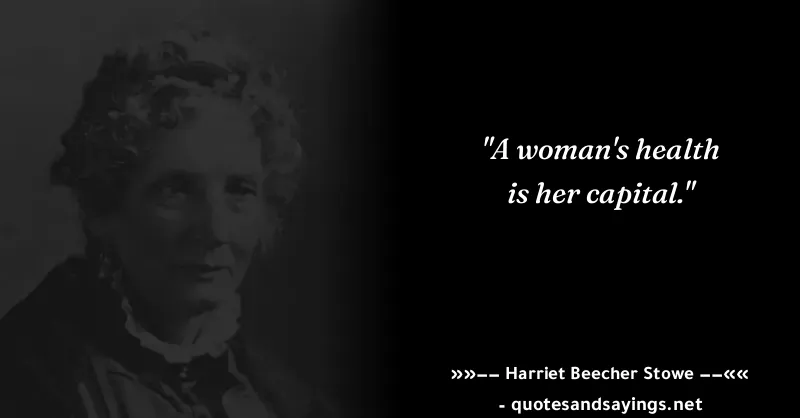 "A woman's health
is her capital."
»»−− Harriet Beecher Stowe −−««
- quotesandsayings.net